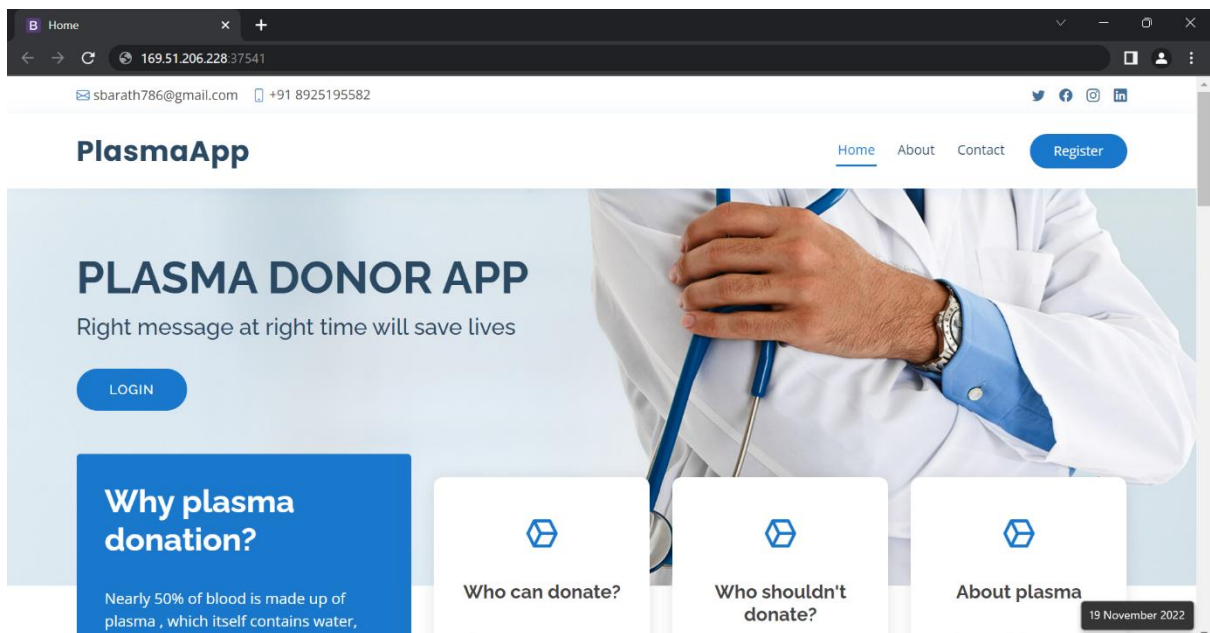 B Home
169.51.206.228:37541
sbarath786@gmail.com +91 8925195582
PlasmaApp
Home About Contact Register
PLASMA DONOR APP
Right message at right time will save lives
LOGIN
Why plasma
donation?
Nearly 50% of blood is made up of
plasma , which itself contains water,
Who can donate?
Who shouldn't
donate?
About plasma
19 November 2022